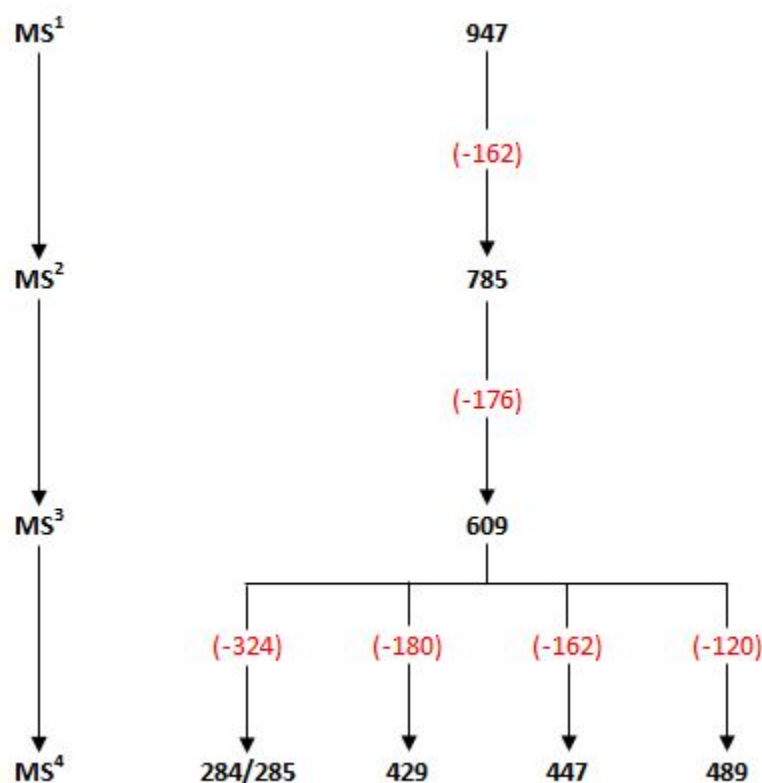 MS¹ 947
(-162)
MS² 785
(-176)
MS³ 609
(-324) (-180) (-162) (-120)
MS⁴ 284/285 429 447 489